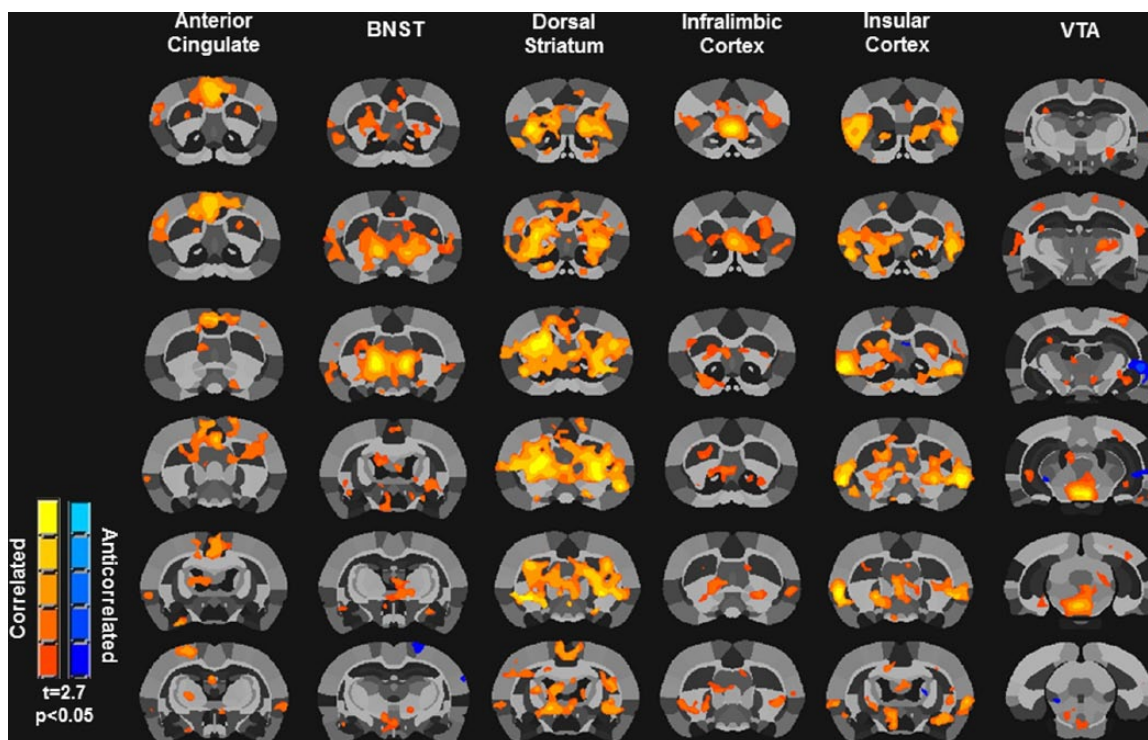 Anterior
Cingulate
BNST
Dorsal
Striatum
Infralimbic
Cortex
Insular
Cortex
VTA
Correlated
Anticorrelated
t=2.7
p<0.05